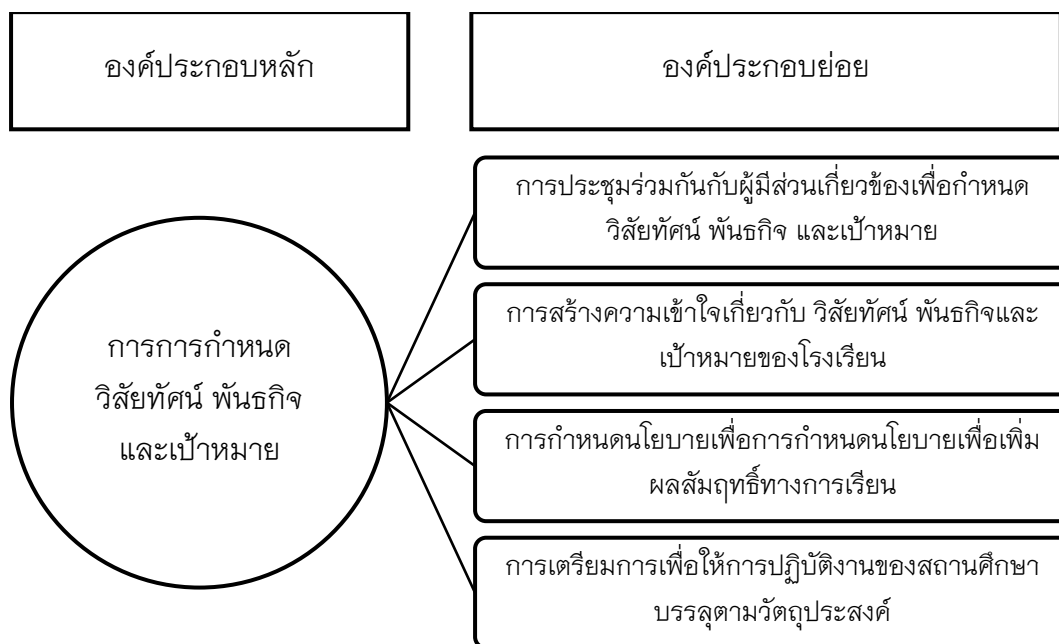 องค์ประกอบหลัก
องค์ประกอบย่อย
การการกำหนด
วิสัยทัศน์ พันธกิจ
และเป้าหมาย
การประชุมร่วมกันกับผู้มีส่วนเกี่ยวข้องเพื่อกำหนด
วิสัยทัศน์ พันธกิจ และเป้าหมาย
การสร้างความเข้าใจเกี่ยวกับ วิสัยทัศน์ พันธกิจและ
เป้าหมายของโรงเรียน
การกำหนดนโยบายเพื่อการกำหนดนโยบายเพื่อเพิ่ม
ผลสัมฤทธิ์ทางการเรียน
การเตรียมการเพื่อให้การปฏิบัติงานของสถานศึกษา
บรรลุตามวัตถุประสงค์